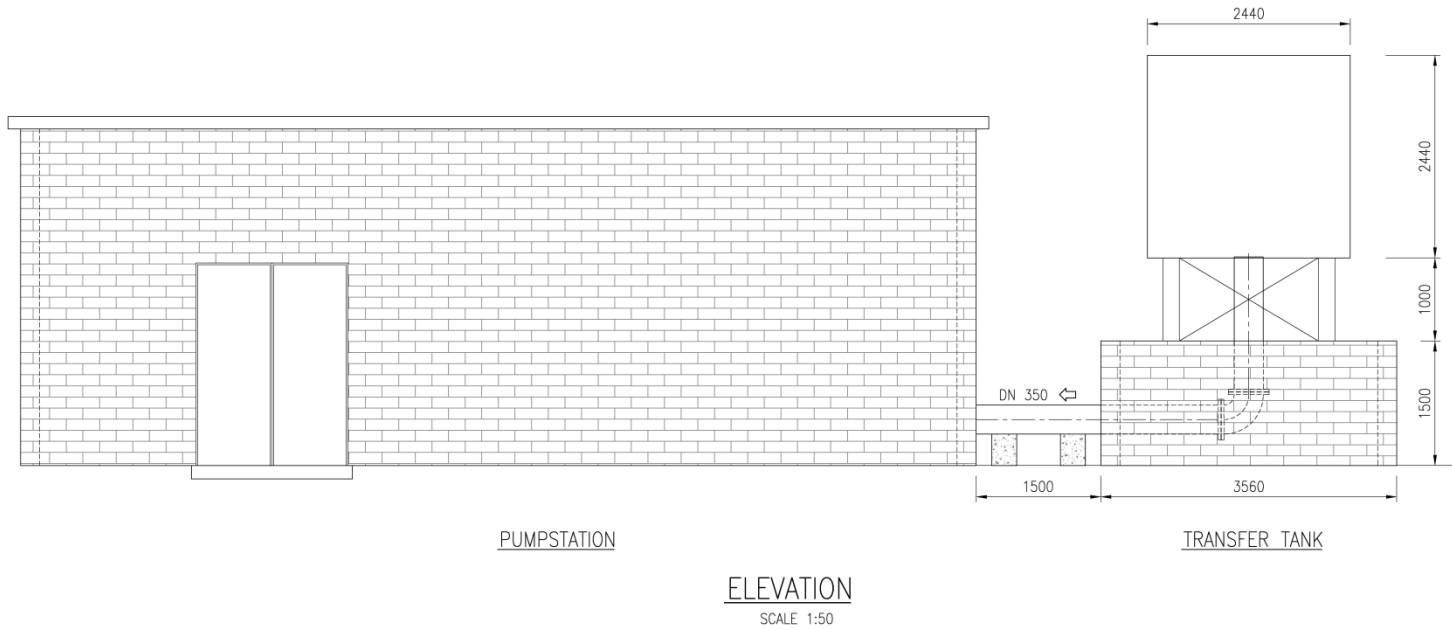 2440
2440
1000
DN 350
1500
1500
3560
PUMPSTATION
TRANSFER TANK
ELEVATION
SCALE 1:50